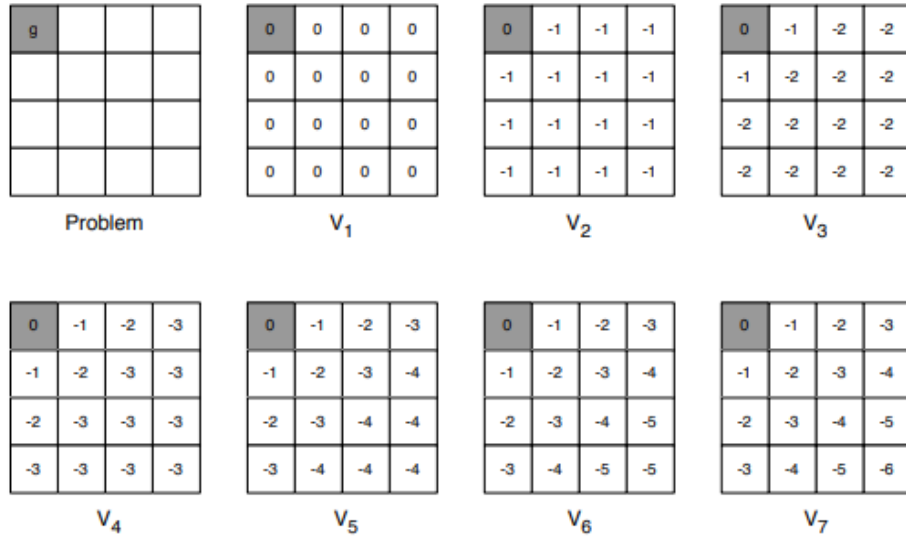 g 0 0 0 0 0 -1 -1 -1 0 -1 -2 -2
0 0 0 0 -1 -1 -1 -1 -1 -2 -2 -2
0 0 0 0 -1 -1 -1 -1 -2 -2 -2 -2
0 0 0 0 -1 -1 -1 -1 -2 -2 -2 -2
Problem V1 V2 V3
0 -1 -2 -3 0 -1 -2 -3 0 -1 -2 -3 0 -1 -2 -3
-1 -2 -3 -3 -1 -2 -3 -4 -1 -2 -3 -4 -1 -2 -3 -4
-2 -3 -3 -3 -2 -3 -4 -4 -2 -3 -4 -5 -2 -3 -4 -5
-3 -3 -3 -3 -3 -4 -4 -4 -3 -4 -5 -5 -3 -4 -5 -6
V4 V5 V6 V7